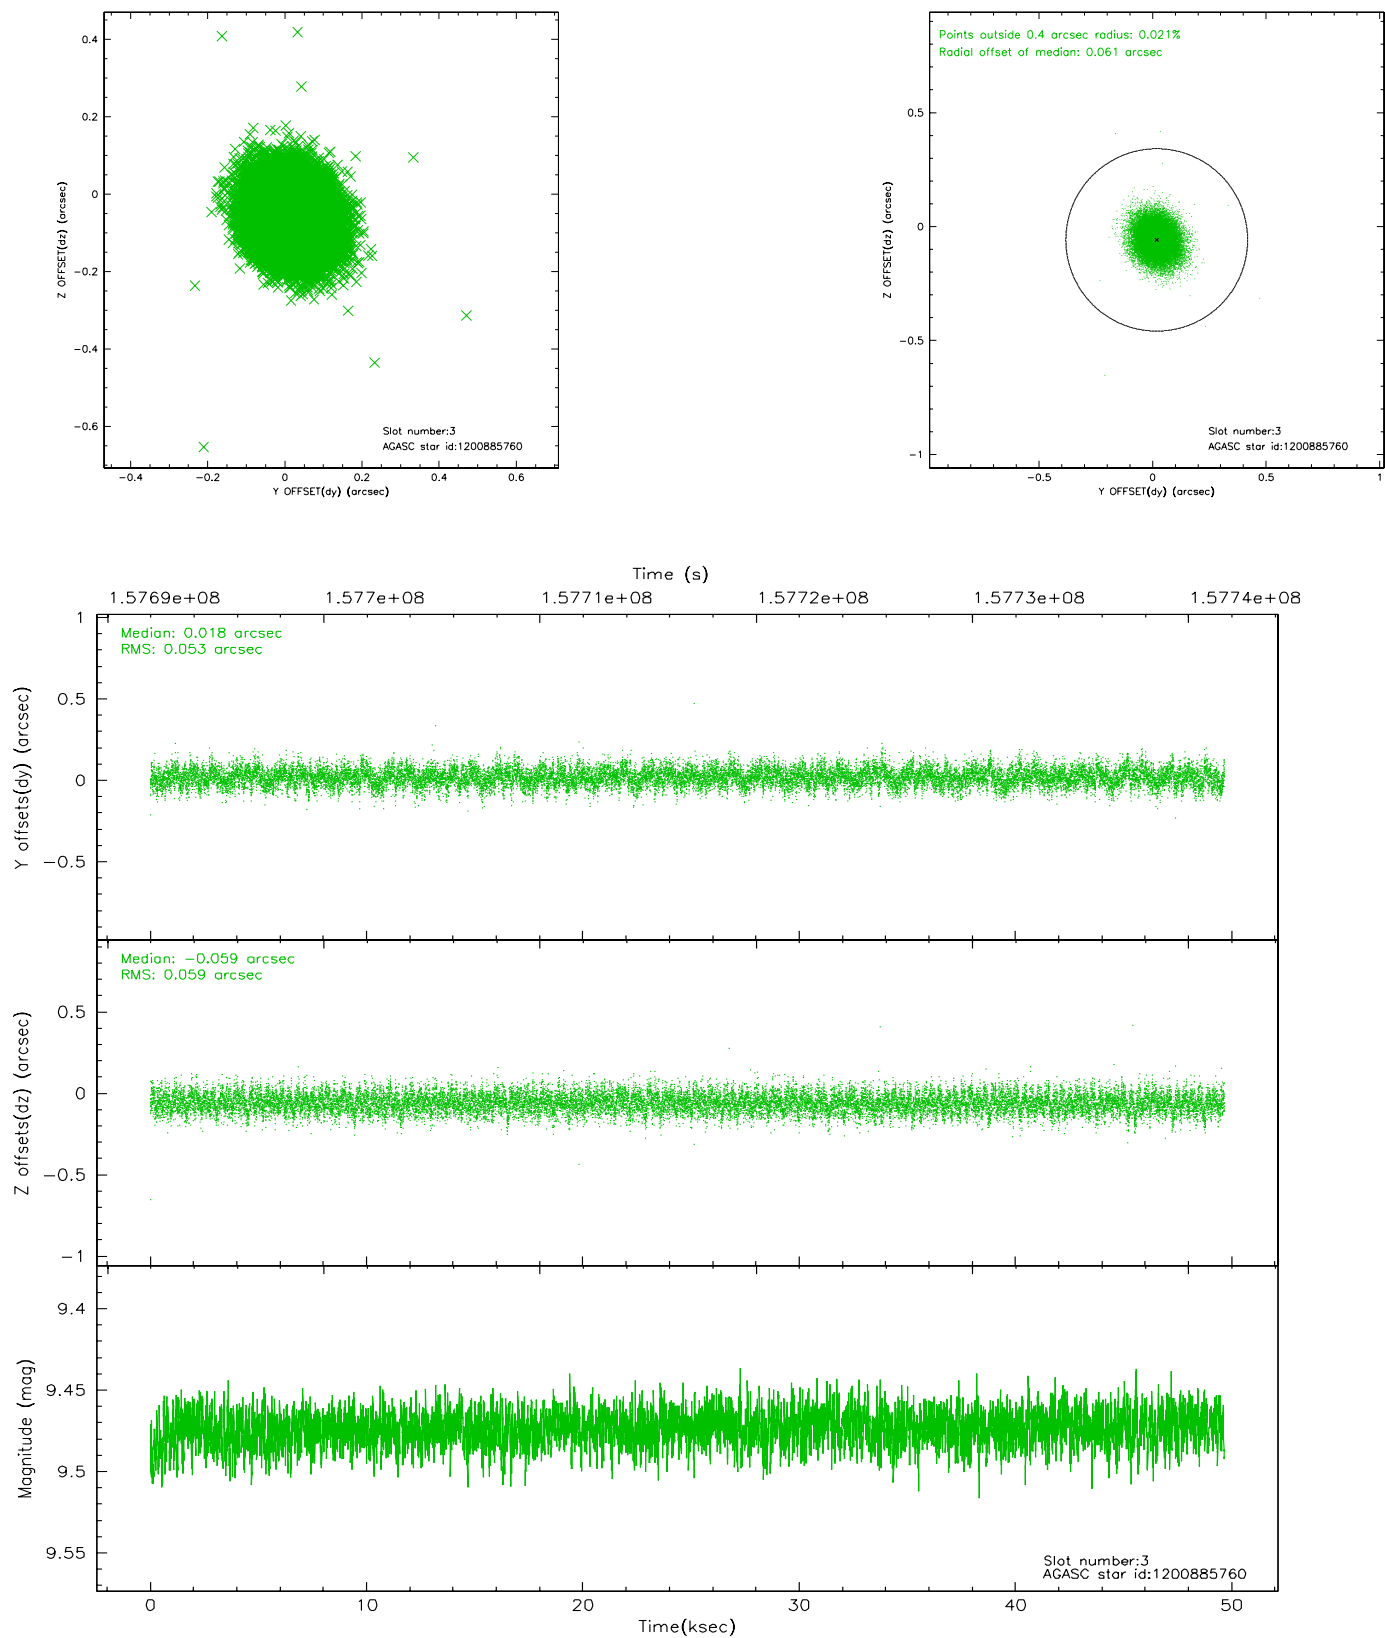 0.4
0.2
0
−0.2
−0.4
−0.6
Z OFFSET(dz) (arcsec)
Slot number:3
AGASC star id:1200885760
−0.4 −0.2 0 0.2 0.4 0.6
Y OFFSET(dy) (arcsec)
Points outside 0.4 arcsec radius: 0.021%
Radial offset of median: 0.061 arcsec
0.5
0
−0.5
−1
Z OFFSET(dz) (arcsec)
Slot number:3
AGASC star id:1200885760
−0.5 0 0.5 1
Y OFFSET(dy) (arcsec)
Time (s)
1.5769e+08 1.577e+08 1.5771e+08 1.5772e+08 1.5773e+08 1.5774e+08
Median: 0.018 arcsec
RMS: 0.053 arcsec
1
0.5
0
−0.5
Y offsets(dy) (arcsec)
Median: −0.059 arcsec
RMS: 0.059 arcsec
0.5
0
−0.5
−1
Z offsets(dz) (arcsec)
9.4
9.45
9.5
9.55
Magnitude (mag)
Slot number:3
AGASC star id:1200885760
0 10 20 30 40 50
Time(ksec)